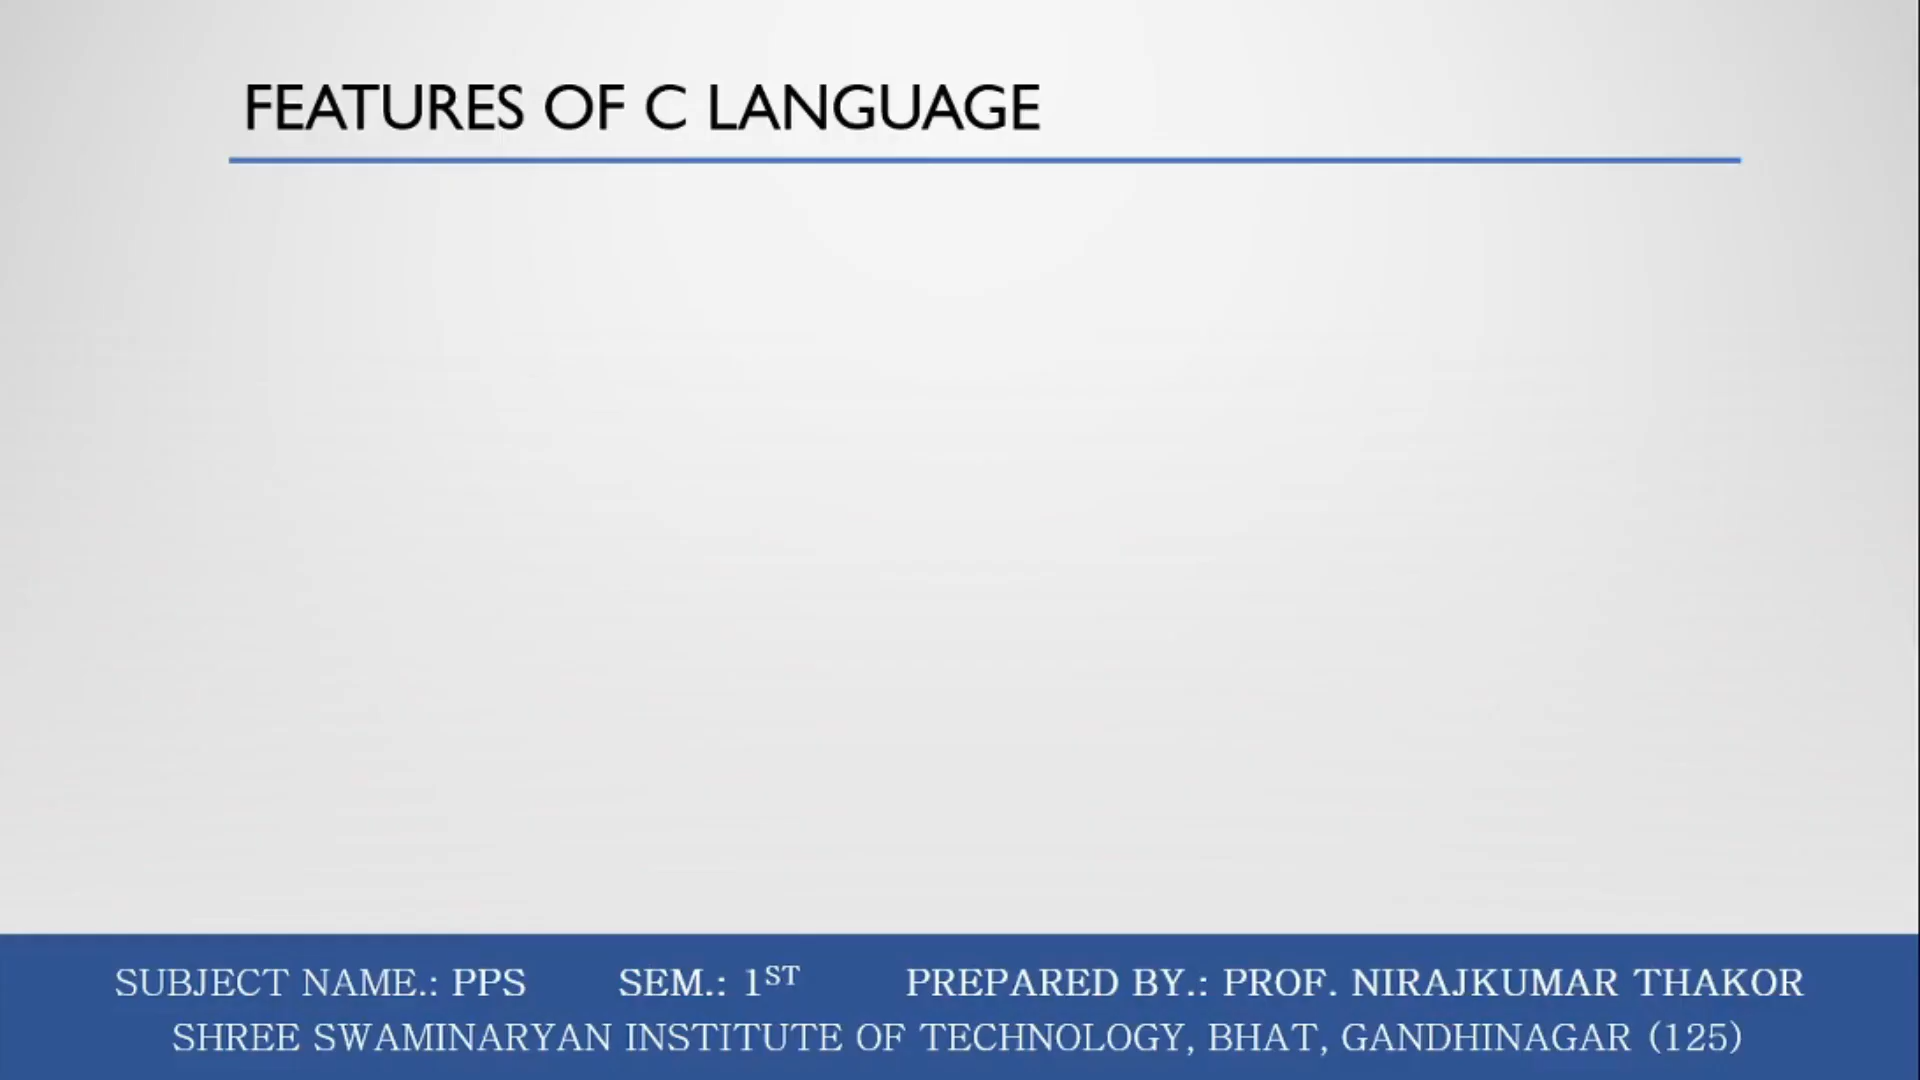 FEATURES OF C LANGUAGE
SUBJECT NAME.: PPS SEM.: 1ST PREPARED BY.: PROF. NIRAJKUMAR THAKOR
SHREE SWAMINARYAN INSTITUTE OF TECHNOLOGY, BHAT, GANDHINAGAR (125)